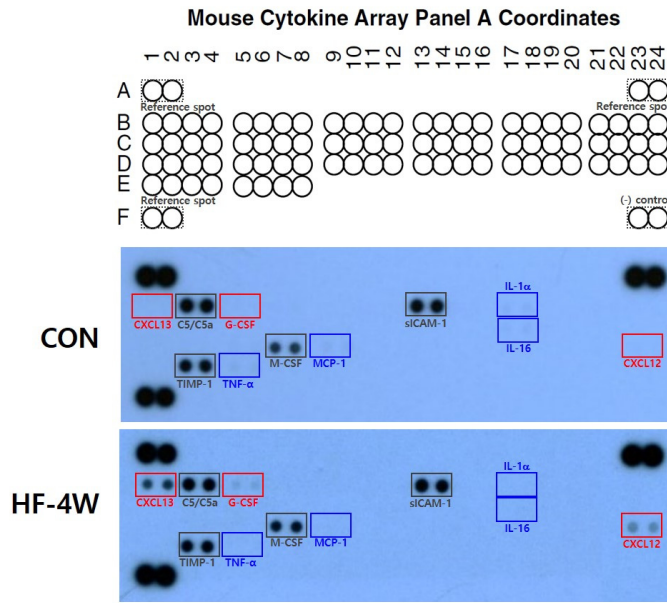 Mouse Cytokine Array Panel A Coordinates
1 2 3 4 5 6 7 8 9 10 11 12 13 14 15 16 17 18 19 20 21 22 23 24
A
Reference spot Reference spot
B
C
D
E
Reference spot (-) control
F
CON
IL-1α
CXCL13 C5/C5a G-CSF sICAM-1
IL-16
M-CSF MCP-1 CXCL12
TIMP-1 TNF-α
HF-4W
IL-1α
CXCL13 C5/C5a G-CSF sICAM-1
IL-16
M-CSF MCP-1 CXCL12
TIMP-1 TNF-α